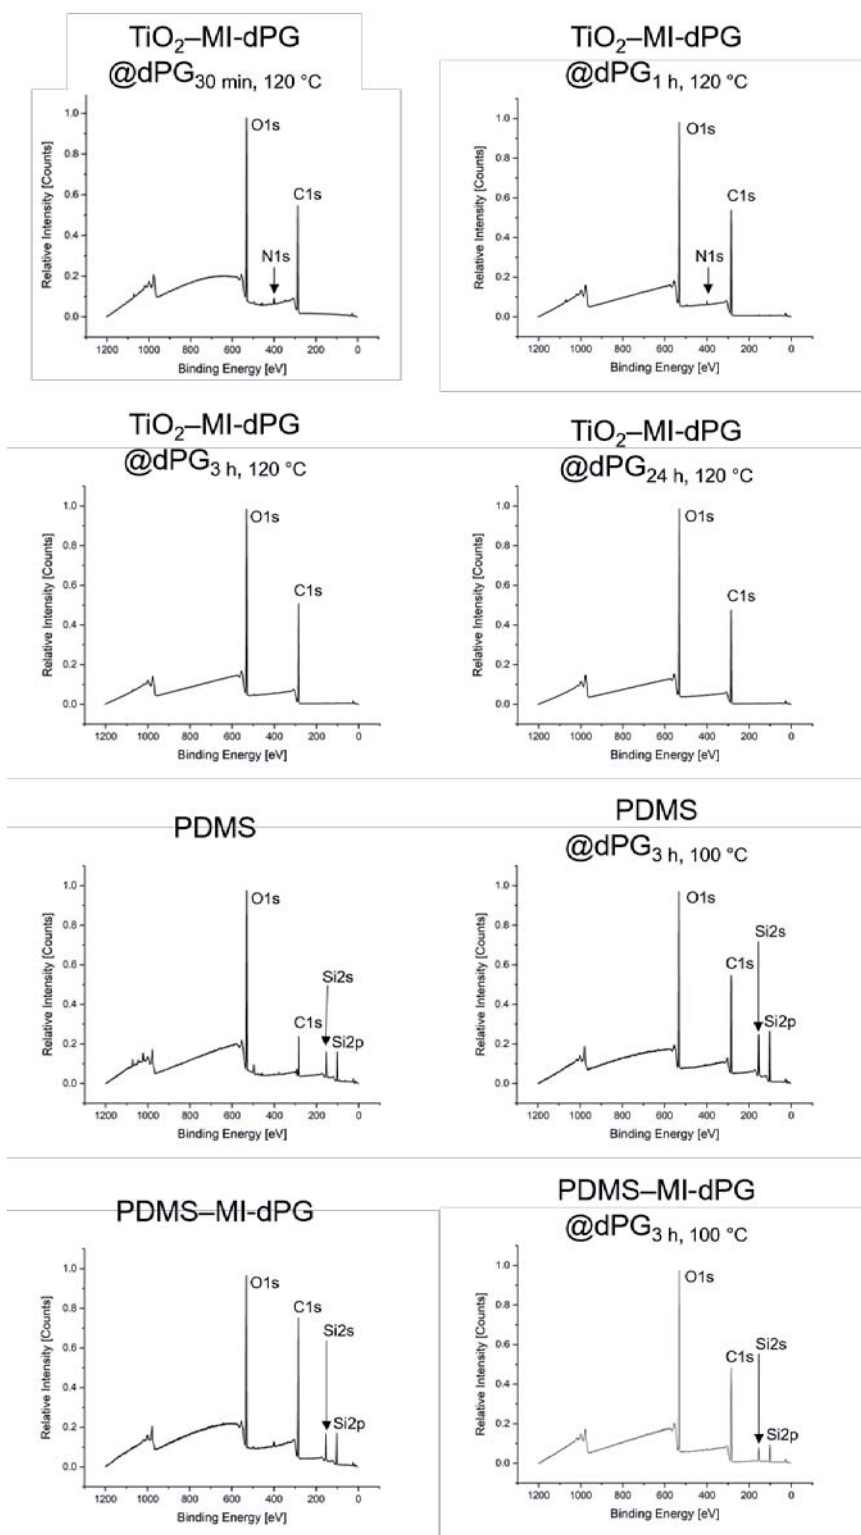 TiO₂–MI-dPG
@dPG30 min, 120 °C
Relative Intensity [Counts]
1.0
0.8
0.6
0.4
0.2
0.0
O1s
C1s
N1s
1200 1000 800 600 400 200 0
Binding Energy [eV]
TiO₂–MI-dPG
@dPG1 h, 120 °C
Relative Intensity [Counts]
1.0
0.8
0.6
0.4
0.2
0.0
O1s
C1s
N1s
1200 1000 800 600 400 200 0
Binding Energy [eV]
TiO₂–MI-dPG
@dPG3 h, 120 °C
Relative Intensity [Counts]
1.0
0.8
0.6
0.4
0.2
0.0
O1s
C1s
1200 1000 800 600 400 200 0
Binding Energy [eV]
TiO₂–MI-dPG
@dPG24 h, 120 °C
Relative Intensity [Counts]
1.0
0.8
0.6
0.4
0.2
0.0
O1s
C1s
1200 1000 800 600 400 200 0
Binding Energy [eV]
PDMS
Relative Intensity [Counts]
1.0
0.8
0.6
0.4
0.2
0.0
O1s
Si2s
C1s
Si2p
1200 1000 800 600 400 200 0
Binding Energy [eV]
PDMS
@dPG3 h, 100 °C
Relative Intensity [Counts]
1.0
0.8
0.6
0.4
0.2
0.0
O1s
Si2s
C1s
Si2p
1200 1000 800 600 400 200 0
Binding Energy [eV]
PDMS–MI-dPG
Relative Intensity [Counts]
1.0
0.8
0.6
0.4
0.2
0.0
O1s
C1s
Si2s
Si2p
1200 1000 800 600 400 200 0
Binding Energy [eV]
PDMS–MI-dPG
@dPG3 h, 100 °C
Relative Intensity [Counts]
1.0
0.8
0.6
0.4
0.2
0.0
O1s
Si2s
C1s
Si2p
1200 1000 800 600 400 200 0
Binding Energy [eV]